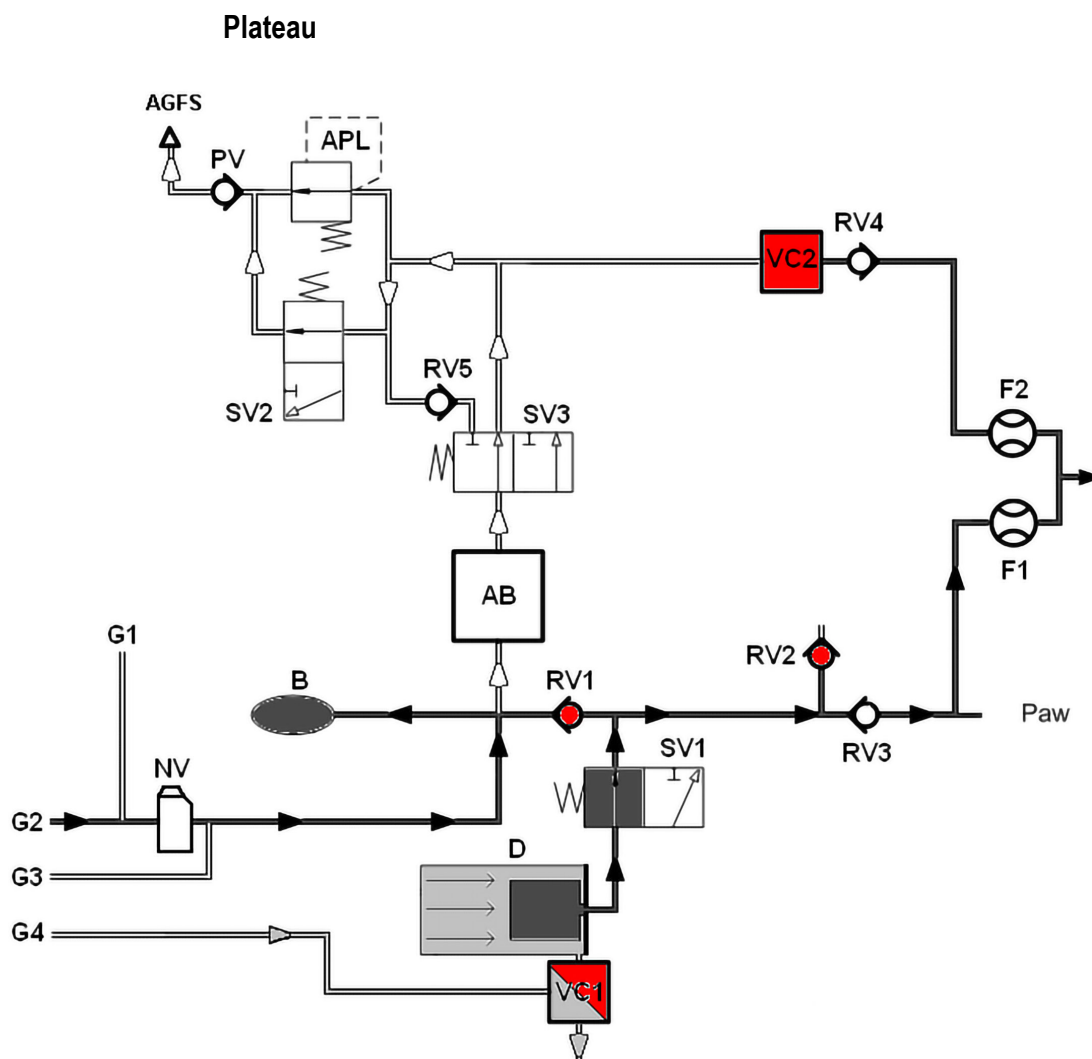 Plateau
AGFS
PV
APL
RV4
VC2
RV5
SV2
SV3
F2
F1
AB
G1
B
RV1
RV2
Paw
RV3
SV1
NV
G2
D
G3
G4
VC1